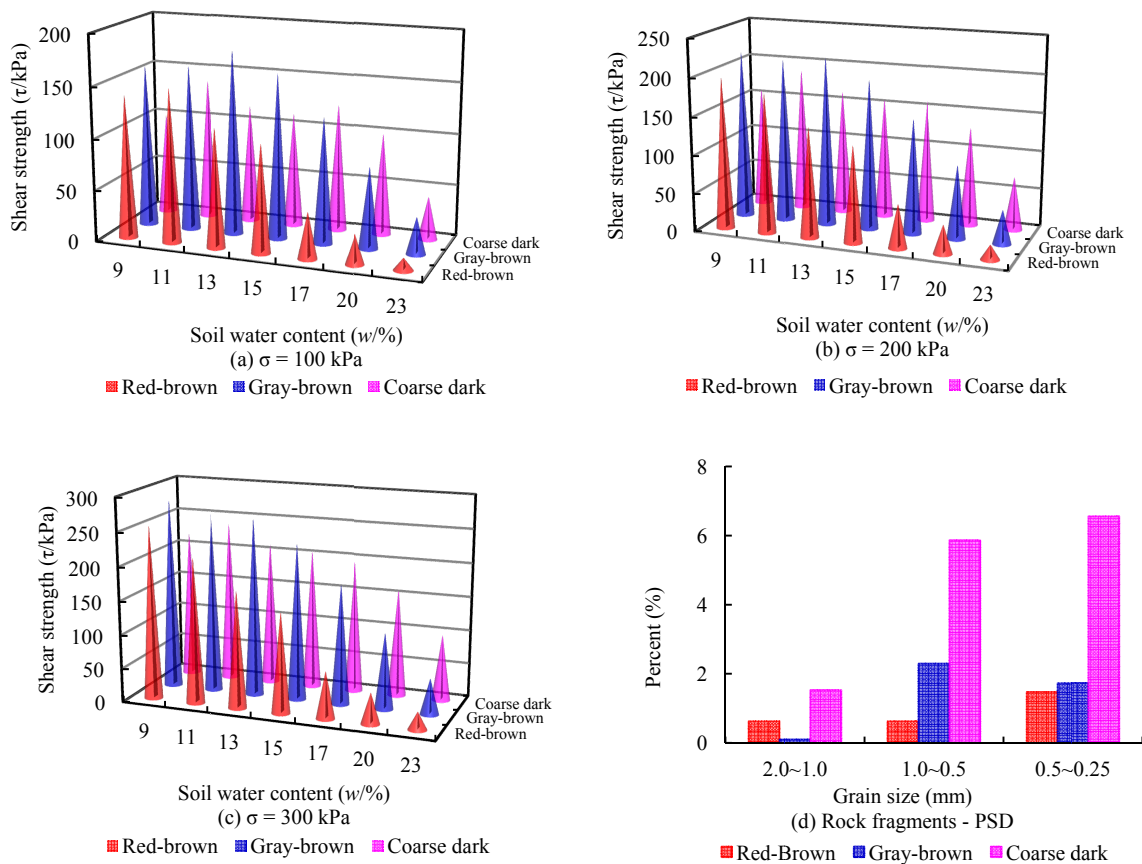 Shear strength (τ/kPa)
200
150
100
50
0
9 11 13 15 17 20 23
Coarse dark
Gray-brown
Red-brown
Soil water content (w/%)
(a) σ = 100 kPa
Red-brown Gray-brown Coarse dark
Shear strength (τ/kPa)
250
200
150
100
50
0
9 11 13 15 17 20 23
Coarse dark
Gray-brown
Red-brown
Soil water content (w/%)
(b) σ = 200 kPa
Red-brown Gray-brown Coarse dark
Shear strength (τ/kPa)
300
250
200
150
100
50
0
9 11 13 15 17 20 23
Coarse dark
Gray-brown
Red-brown
Soil water content (w/%)
(c) σ = 300 kPa
Red-brown Gray-brown Coarse dark
Percent (%)
8
6
4
2
0
2.0~1.0 1.0~0.5 0.5~0.25
Grain size (mm)
(d) Rock fragments - PSD
Red-Brown Gray-brown Coarse dark